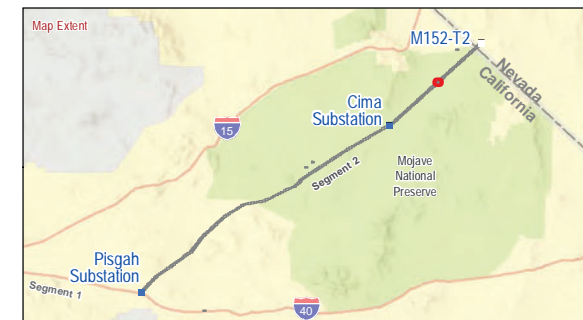 Map Extent
M152-T2
Nevada
California
Cima
Substation
15
Segment 2
Mojave
National
Preserve
Pisgah
Substation
Segment 1
40